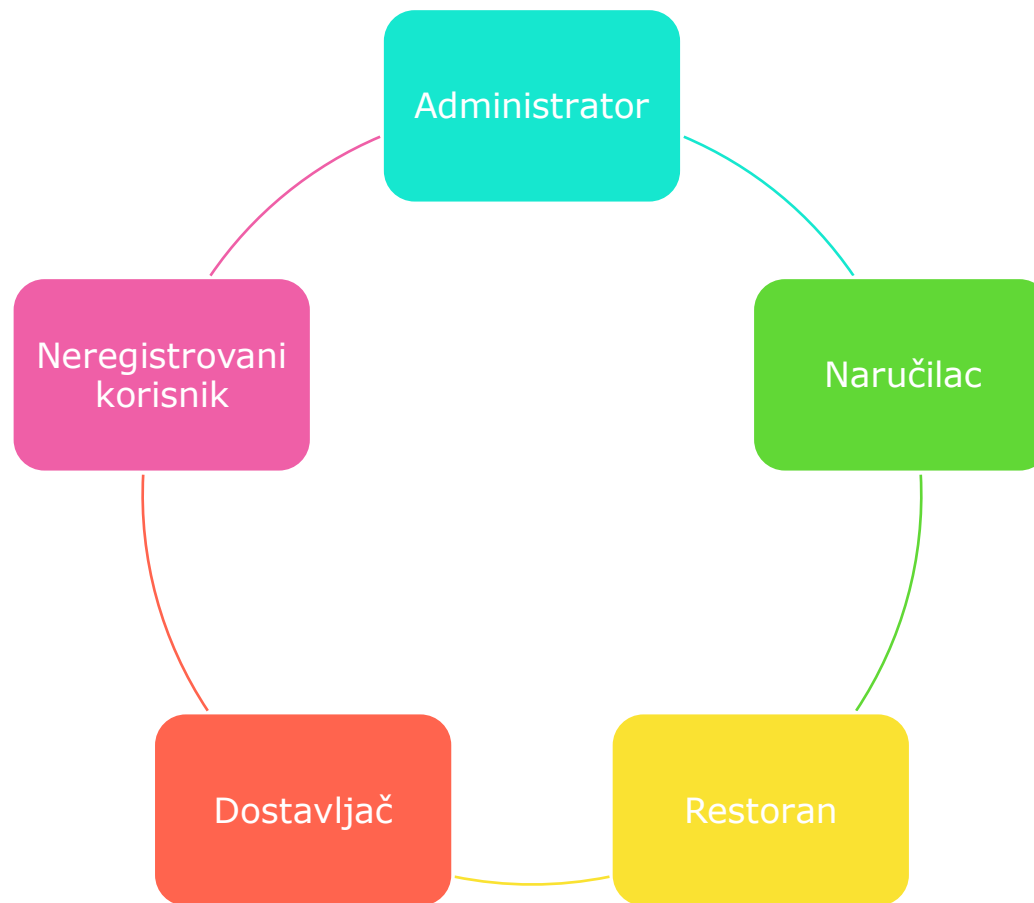 Administrator
Naručilac
Restoran
Dostavljač
Neregistrovani
korisnik